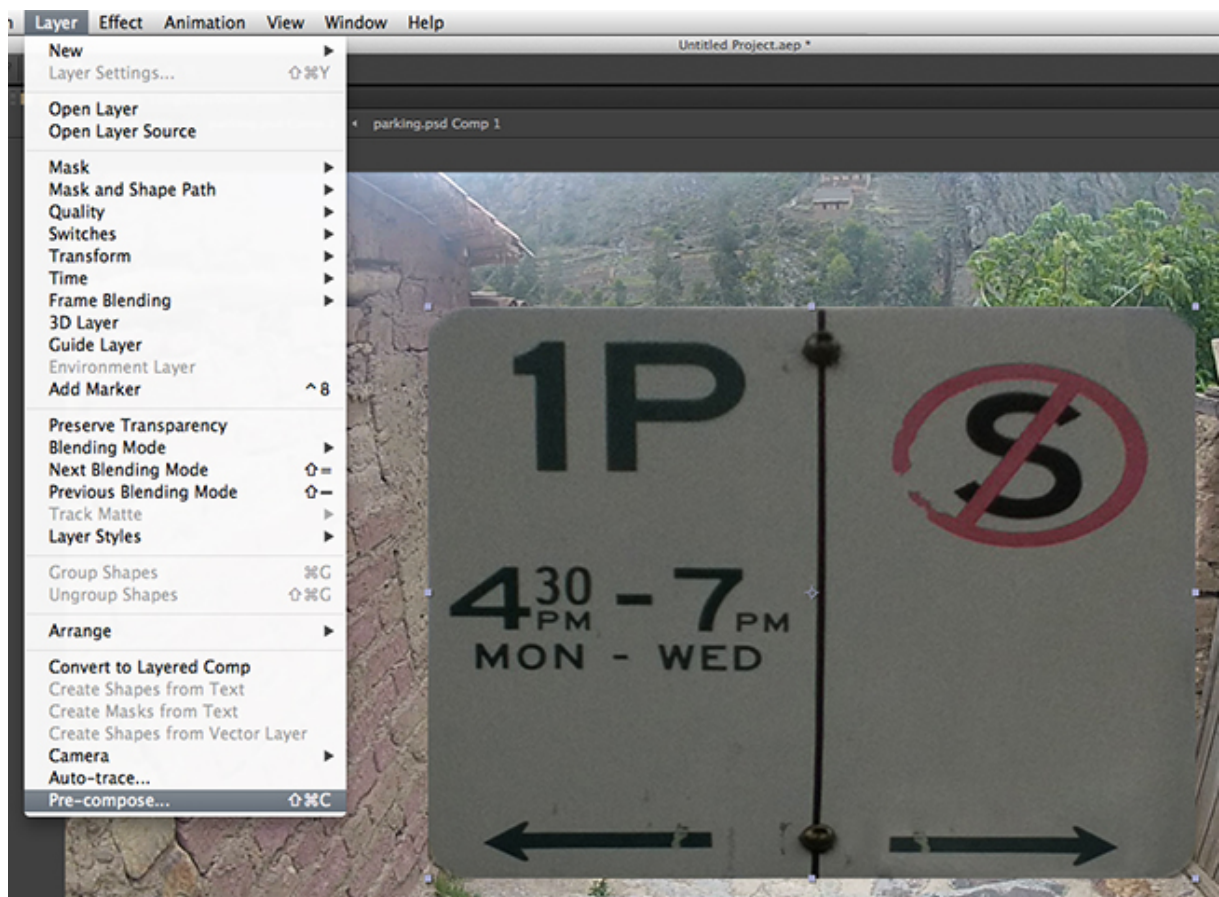 Layer Effect Animation View Window Help
Untitled Project.aep *
New
Layer Settings... ⇧⌘Y
Open Layer
Open Layer Source
parking.psd Comp 1
Mask
Mask and Shape Path
Quality
Switches
Transform
Time
Frame Blending
3D Layer
Guide Layer
Environment Layer
Add Marker ^8
Preserve Transparency
Blending Mode
Next Blending Mode ⇧=
Previous Blending Mode ⇧-
Track Matte
Layer Styles
Group Shapes ⌘G
Ungroup Shapes ⇧⌘G
Arrange
Convert to Layered Comp
Create Shapes from Text
Create Masks from Text
Create Shapes from Vector Layer
Camera
Auto-trace...
Pre-compose... ⇧⌘C
1P
4 30 PM - 7 PM
MON - WED
S